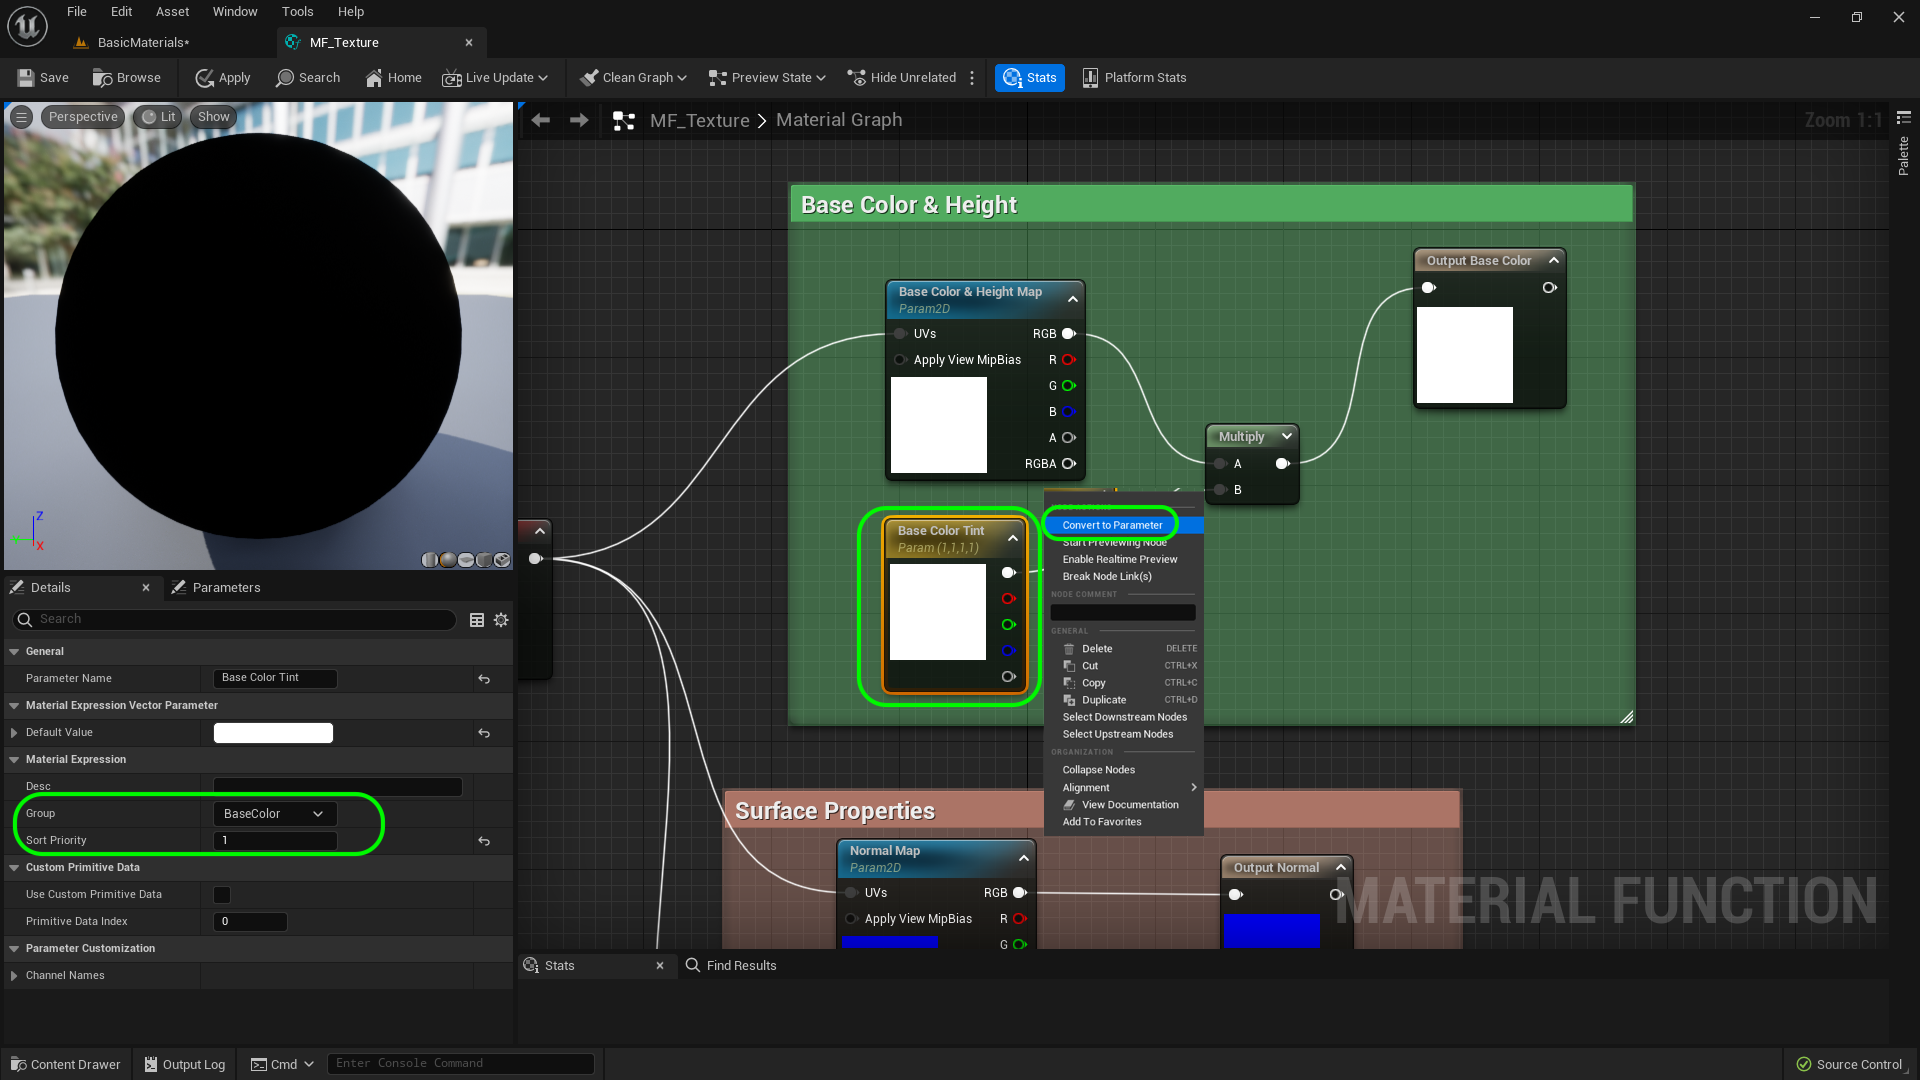 File Edit Asset Window Tools Help
BasicMaterials*
MF_Texture
Save Browse Apply Search Home Live Update Clean Graph Preview State Hide Unrelated Stats Platform Stats
Perspective Lit Show
MF_Texture > Material Graph
Zoom 1:1
Palette
Base Color & Height
Output Base Color
Base Color & Height Map
Param2D
UVs RGB
Apply View MipBias R
G
B
A
RGBA
Multiply
A
B
Base Color Tint
Param (1,1,1,1)
Convert to Parameter
Start Previewing Node
Enable Realtime Preview
Break Node Link(s)
NODE COMMENT
GENERAL
Delete DELETE
Cut CTRL+X
Copy CTRL+C
Duplicate CTRL+D
Select Downstream Nodes
Select Upstream Nodes
ORGANIZATION
Collapse Nodes
Alignment
View Documentation
Add To Favorites
Z
X
Surface Properties
Normal Map
Param2D
UVs RGB
Apply View MipBias R
G
Output Normal
MATERIAL FUNCTION
Details Parameters
Search
General
Parameter Name Base Color Tint
Material Expression Vector Parameter
Default Value
Material Expression
Desc
Group BaseColor
Sort Priority 1
Custom Primitive Data
Use Custom Primitive Data
Primitive Data Index 0
Parameter Customization
Channel Names
Stats Find Results
Content Drawer Output Log Cmd Enter Console Command Source Control